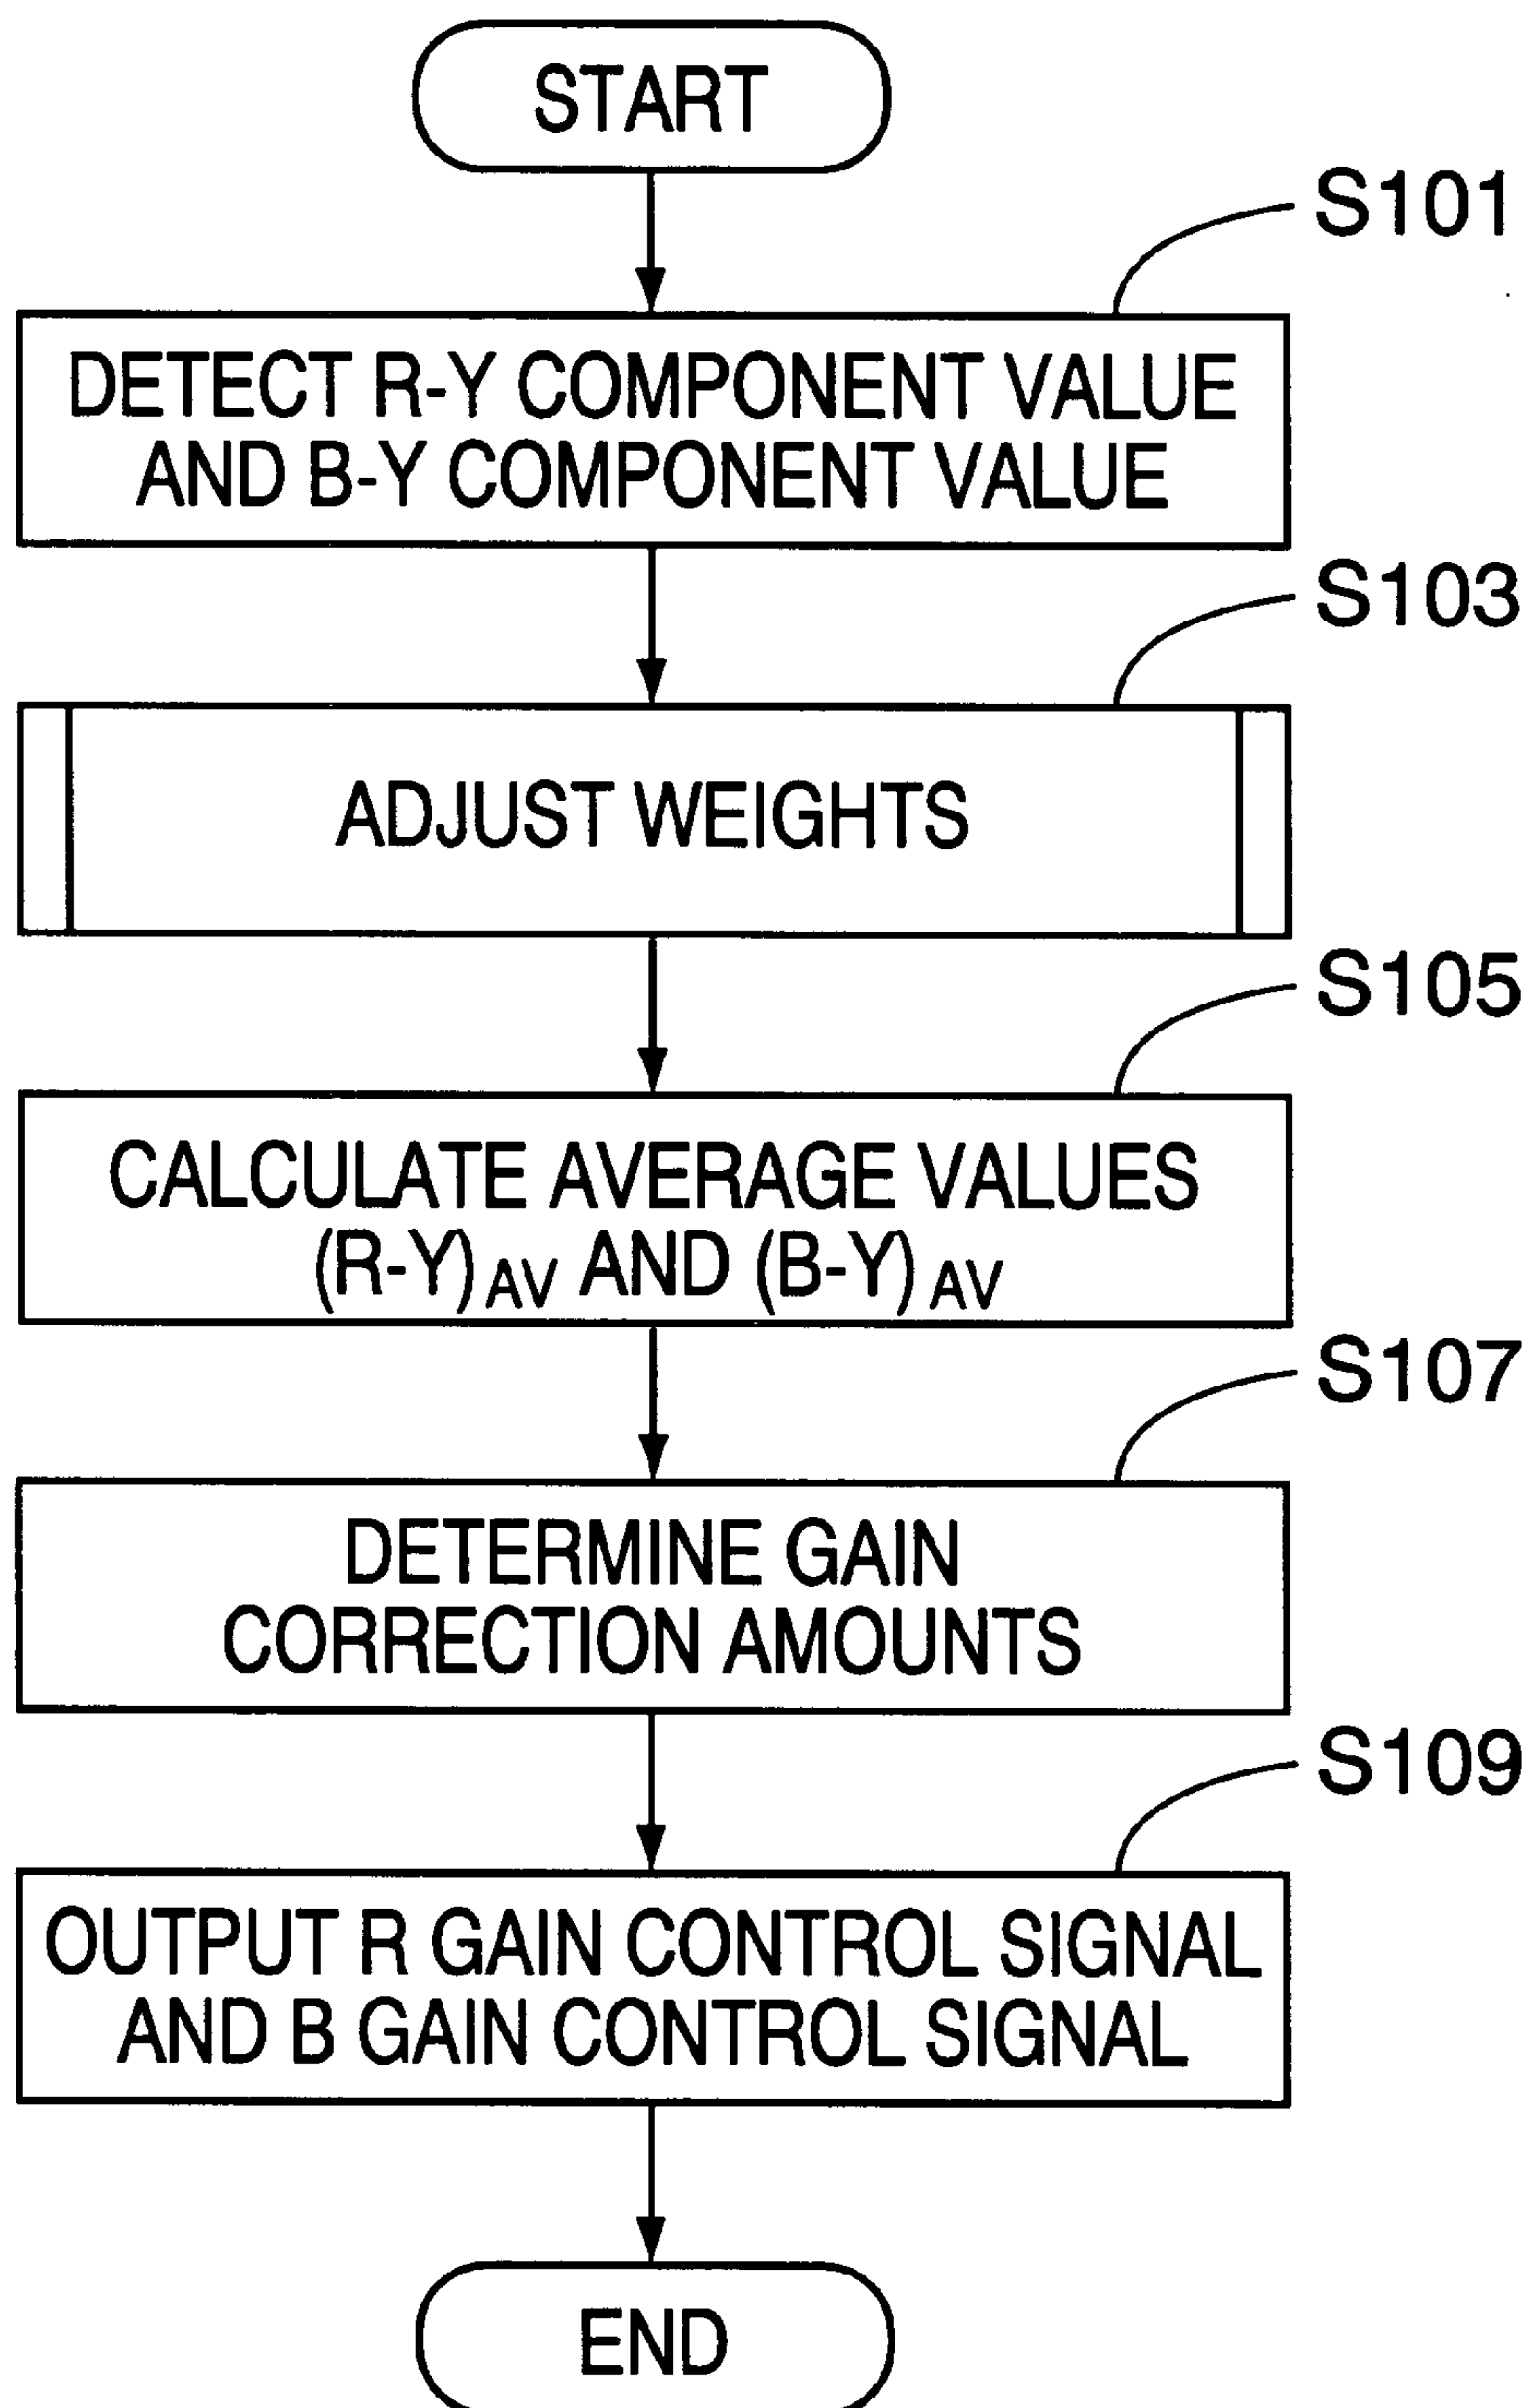 START
S101
DETECT R-Y COMPONENT VALUE
AND B-Y COMPONENT VALUE
S103
ADJUST WEIGHTS
S105
CALCULATE AVERAGE VALUES
(R-Y)AV AND (B-Y)AV
S107
DETERMINE GAIN
CORRECTION AMOUNTS
S109
OUTPUT R GAIN CONTROL SIGNAL
AND B GAIN CONTROL SIGNAL
END